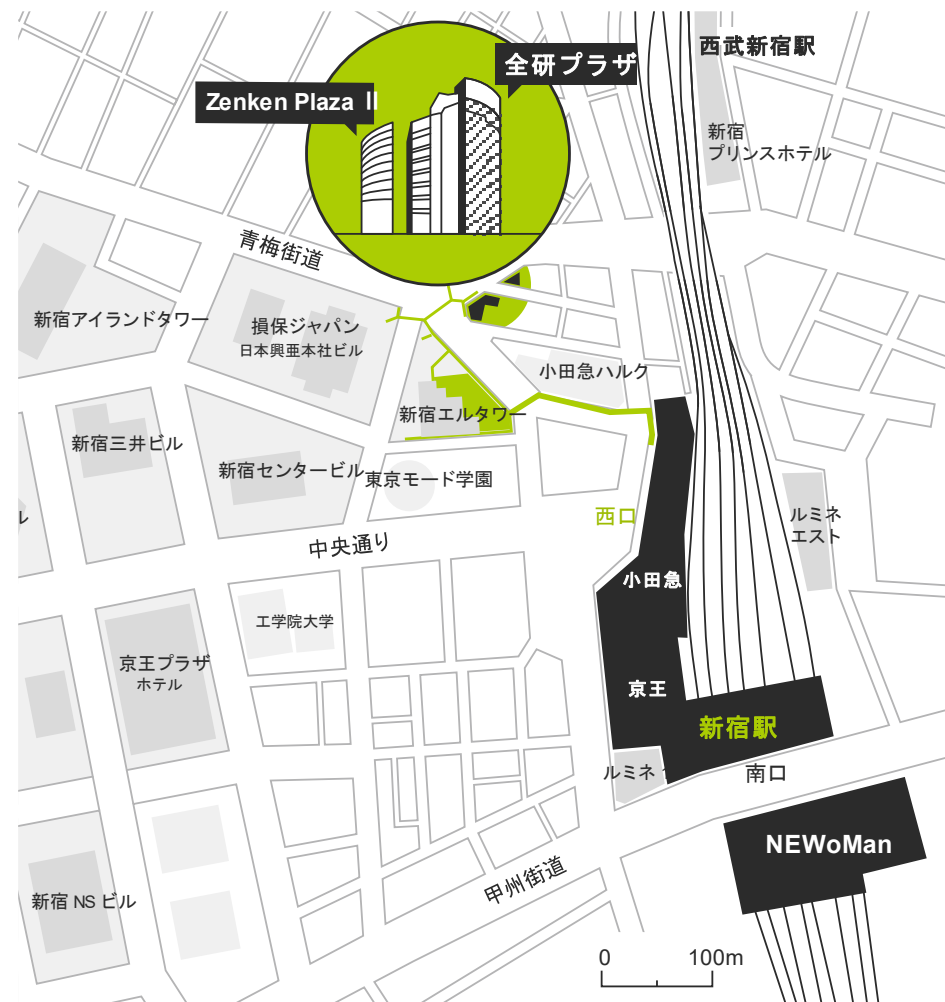 西武新宿駅
全研プラザ
Zenken Plaza Ⅱ
新宿
プリンスホテル
青梅街道
新宿アイランドタワー
損保ジャパン
日本興亜本社ビル
小田急ハルク
新宿エルタワー
新宿三井ビル
新宿センタービル
東京モード学園
西口
ルミネ
エスト
ル
中央通り
小田急
工学院大学
京王プラザ
ホテル
京王
新宿駅
ルミネ
南口
NEWoMan
甲州街道
新宿 NS ビル
0 100m